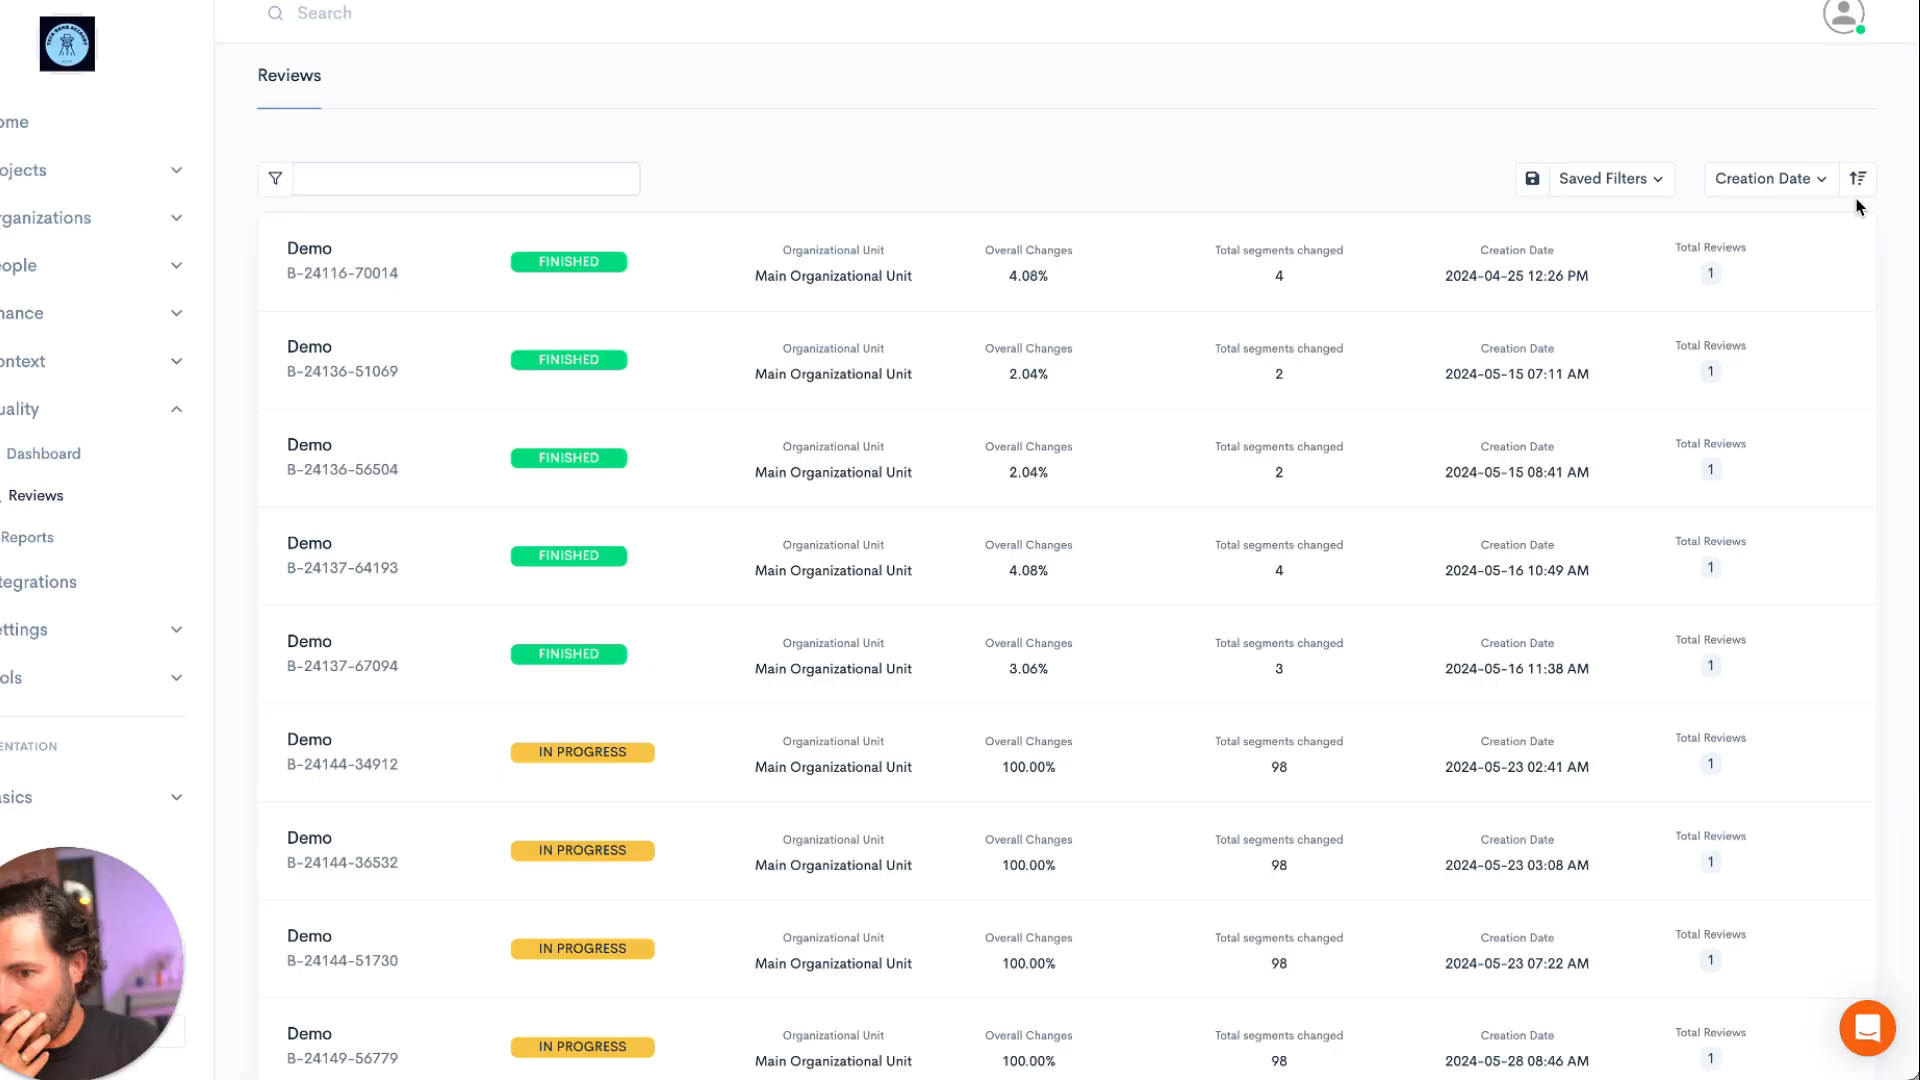 Search
ome
ojects
rganizations
eople
nance
ontext
uality
Dashboard
Reviews
Reports
tegrations
ettings
ols
ENTATION
asics
Reviews
Saved Filters
Creation Date
Demo
B-24116-70014
FINISHED
Organizational Unit
Main Organizational Unit
Overall Changes
4.08%
Total segments changed
4
Creation Date
2024-04-25 12:26 PM
Total Reviews
1
Demo
B-24136-51069
FINISHED
Organizational Unit
Main Organizational Unit
Overall Changes
2.04%
Total segments changed
2
Creation Date
2024-05-15 07:11 AM
Total Reviews
1
Demo
B-24136-56504
FINISHED
Organizational Unit
Main Organizational Unit
Overall Changes
2.04%
Total segments changed
2
Creation Date
2024-05-15 08:41 AM
Total Reviews
1
Demo
B-24137-64193
FINISHED
Organizational Unit
Main Organizational Unit
Overall Changes
4.08%
Total segments changed
4
Creation Date
2024-05-16 10:49 AM
Total Reviews
1
Demo
B-24137-67094
FINISHED
Organizational Unit
Main Organizational Unit
Overall Changes
3.06%
Total segments changed
3
Creation Date
2024-05-16 11:38 AM
Total Reviews
1
Demo
B-24144-34912
IN PROGRESS
Organizational Unit
Main Organizational Unit
Overall Changes
100.00%
Total segments changed
98
Creation Date
2024-05-23 02:41 AM
Total Reviews
1
Demo
B-24144-36532
IN PROGRESS
Organizational Unit
Main Organizational Unit
Overall Changes
100.00%
Total segments changed
98
Creation Date
2024-05-23 03:08 AM
Total Reviews
1
Demo
B-24144-51730
IN PROGRESS
Organizational Unit
Main Organizational Unit
Overall Changes
100.00%
Total segments changed
98
Creation Date
2024-05-23 07:22 AM
Total Reviews
1
Demo
B-24149-56779
IN PROGRESS
Organizational Unit
Main Organizational Unit
Overall Changes
100.00%
Total segments changed
98
Creation Date
2024-05-28 08:46 AM
Total Reviews
1